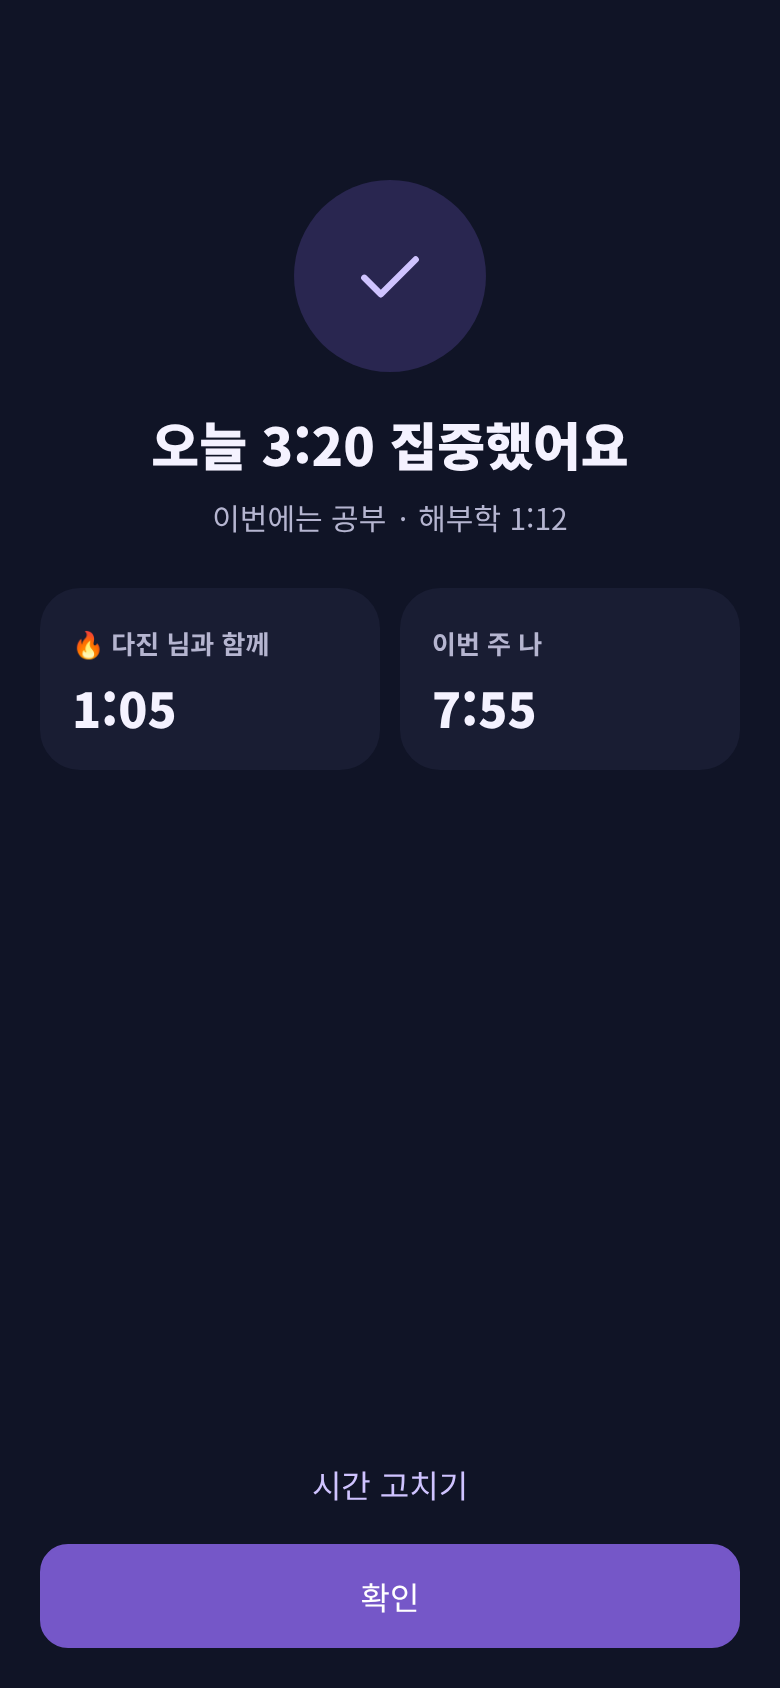 오늘 3:20 집중했어요
이번에는 공부 · 해부학 1:12
🔥 다진 님과 함께
1:05
이번 주 나
7:55
시간 고치기
확인